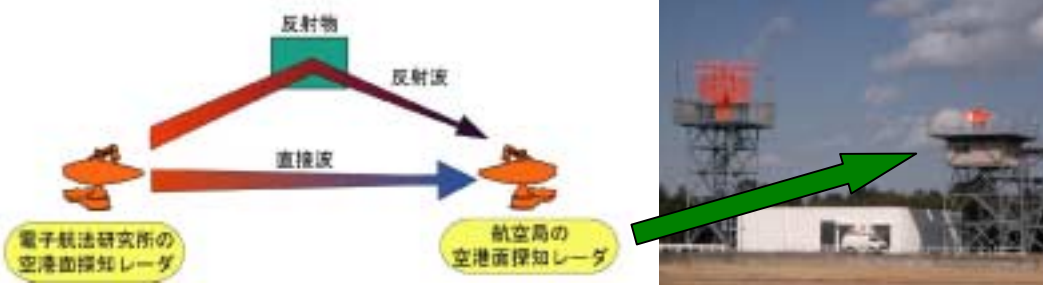 反射物
反射波
直接波
電子航法研究所の
空港面探知レーダ
航空局の
空港面探知レーダ